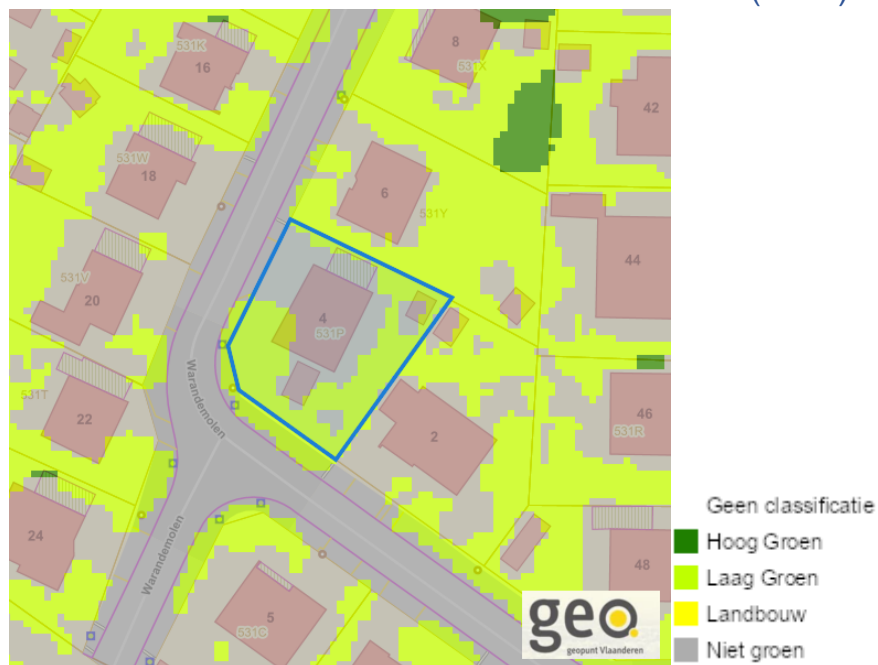 8
531X
531K
16
42
531W
18
6
531Y
44
531V
20
4
531P
Warandemolen
531T
22
2
46
531R
24
Warandemolen
5
531C
48
geo
geopunt Vlaanderen
Geen classificatie
Hoog Groen
Laag Groen
Landbouw
Niet groen